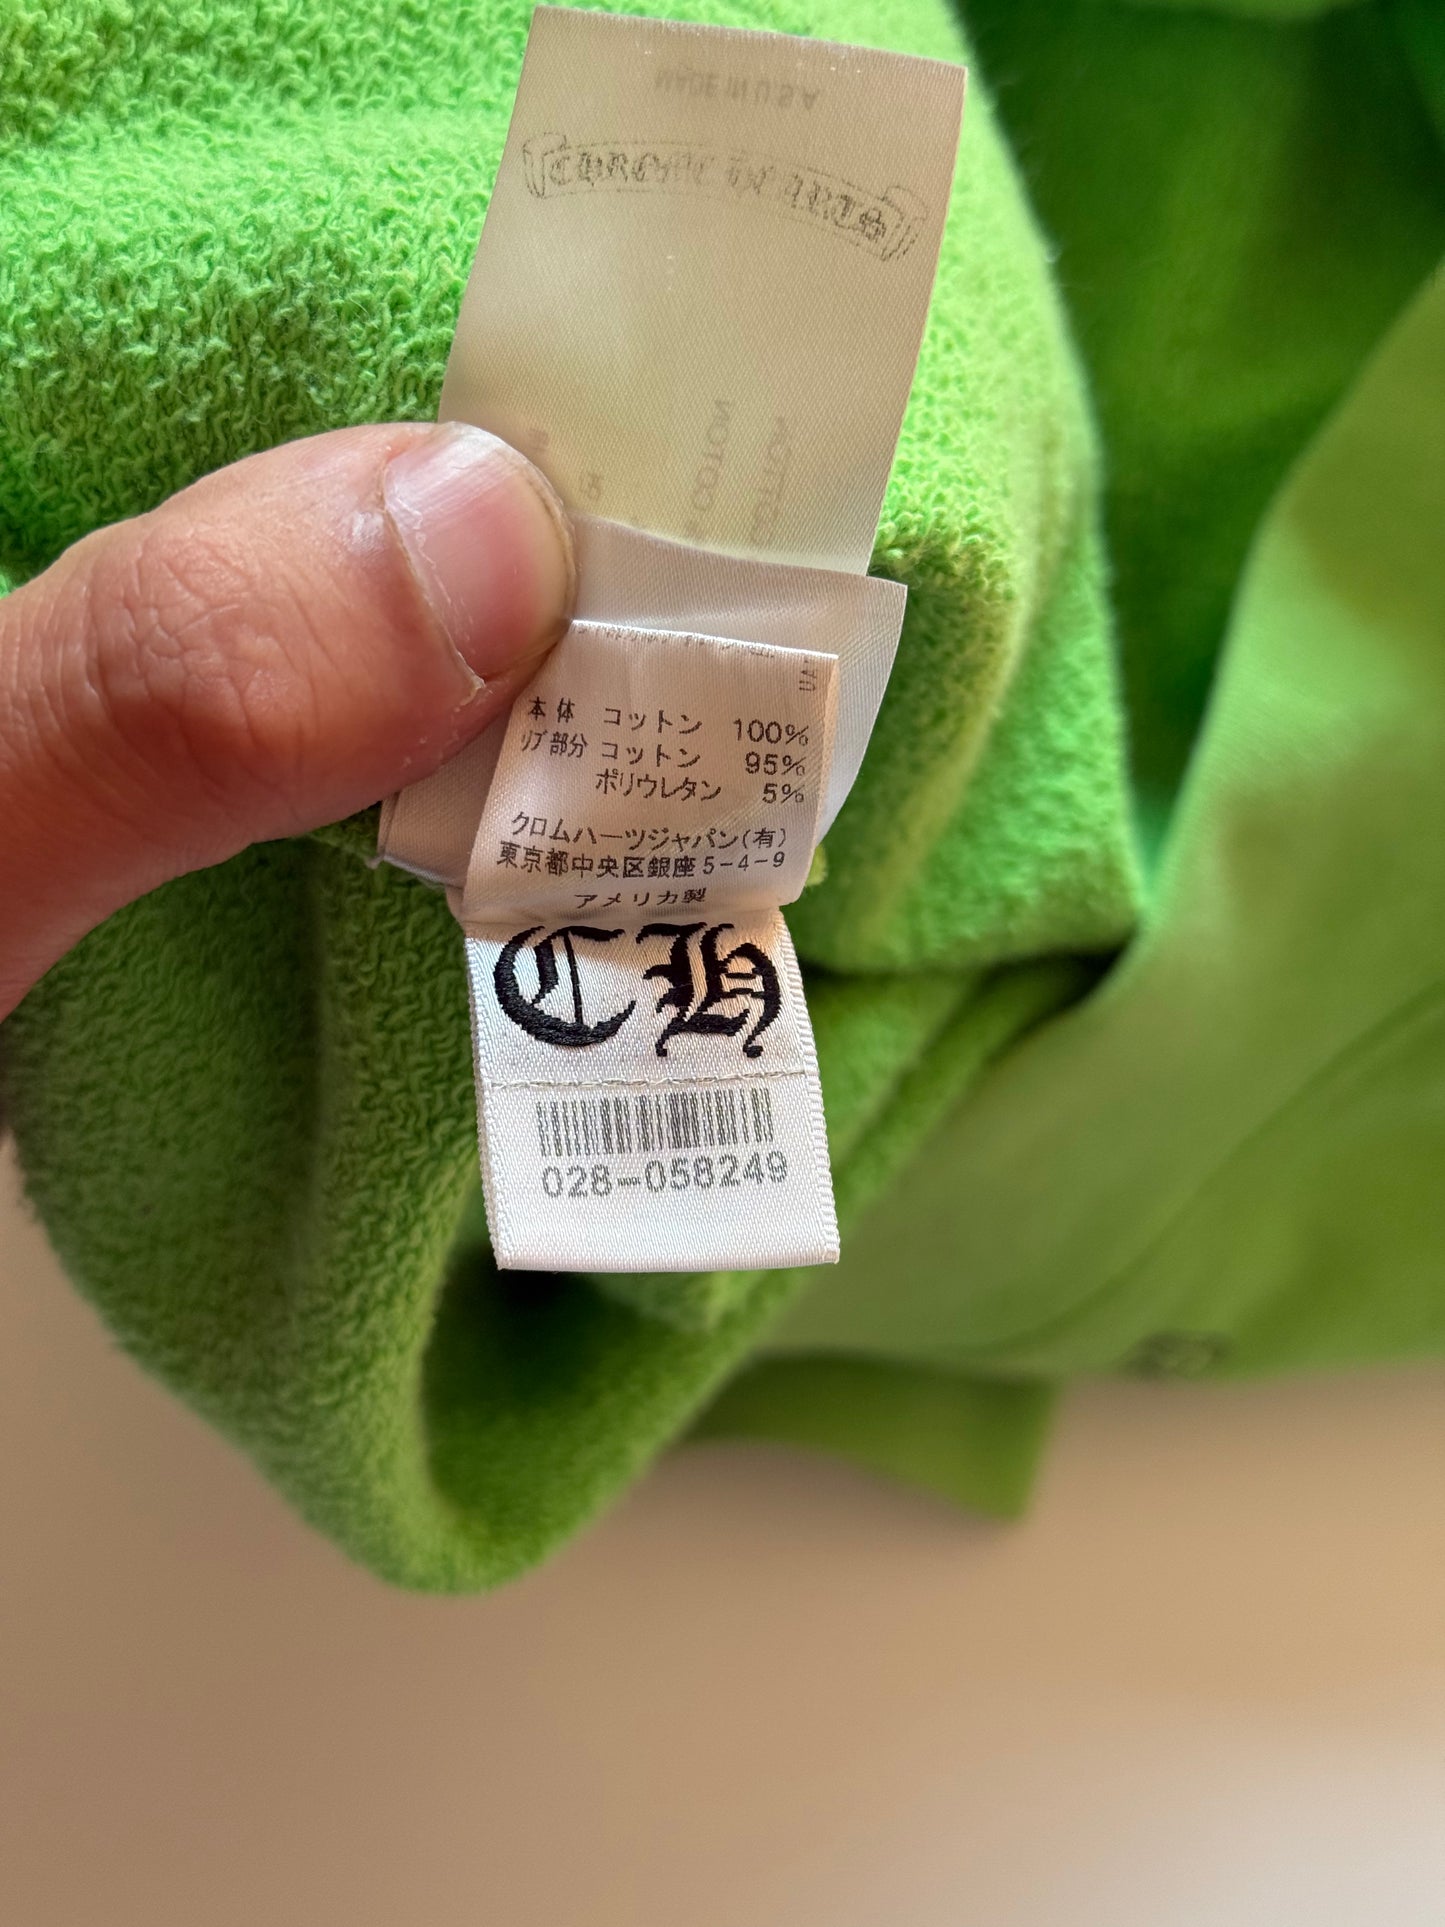 MADE IN U.S.A
CHROME HEARTS
COTTON
本体 コットン 100%
リブ部分 コットン 95%
ポリウレタン 5%
クロムハーツジャパン(有)
東京都中央区銀座5-4-9
アメリカ製
CH
028-058249